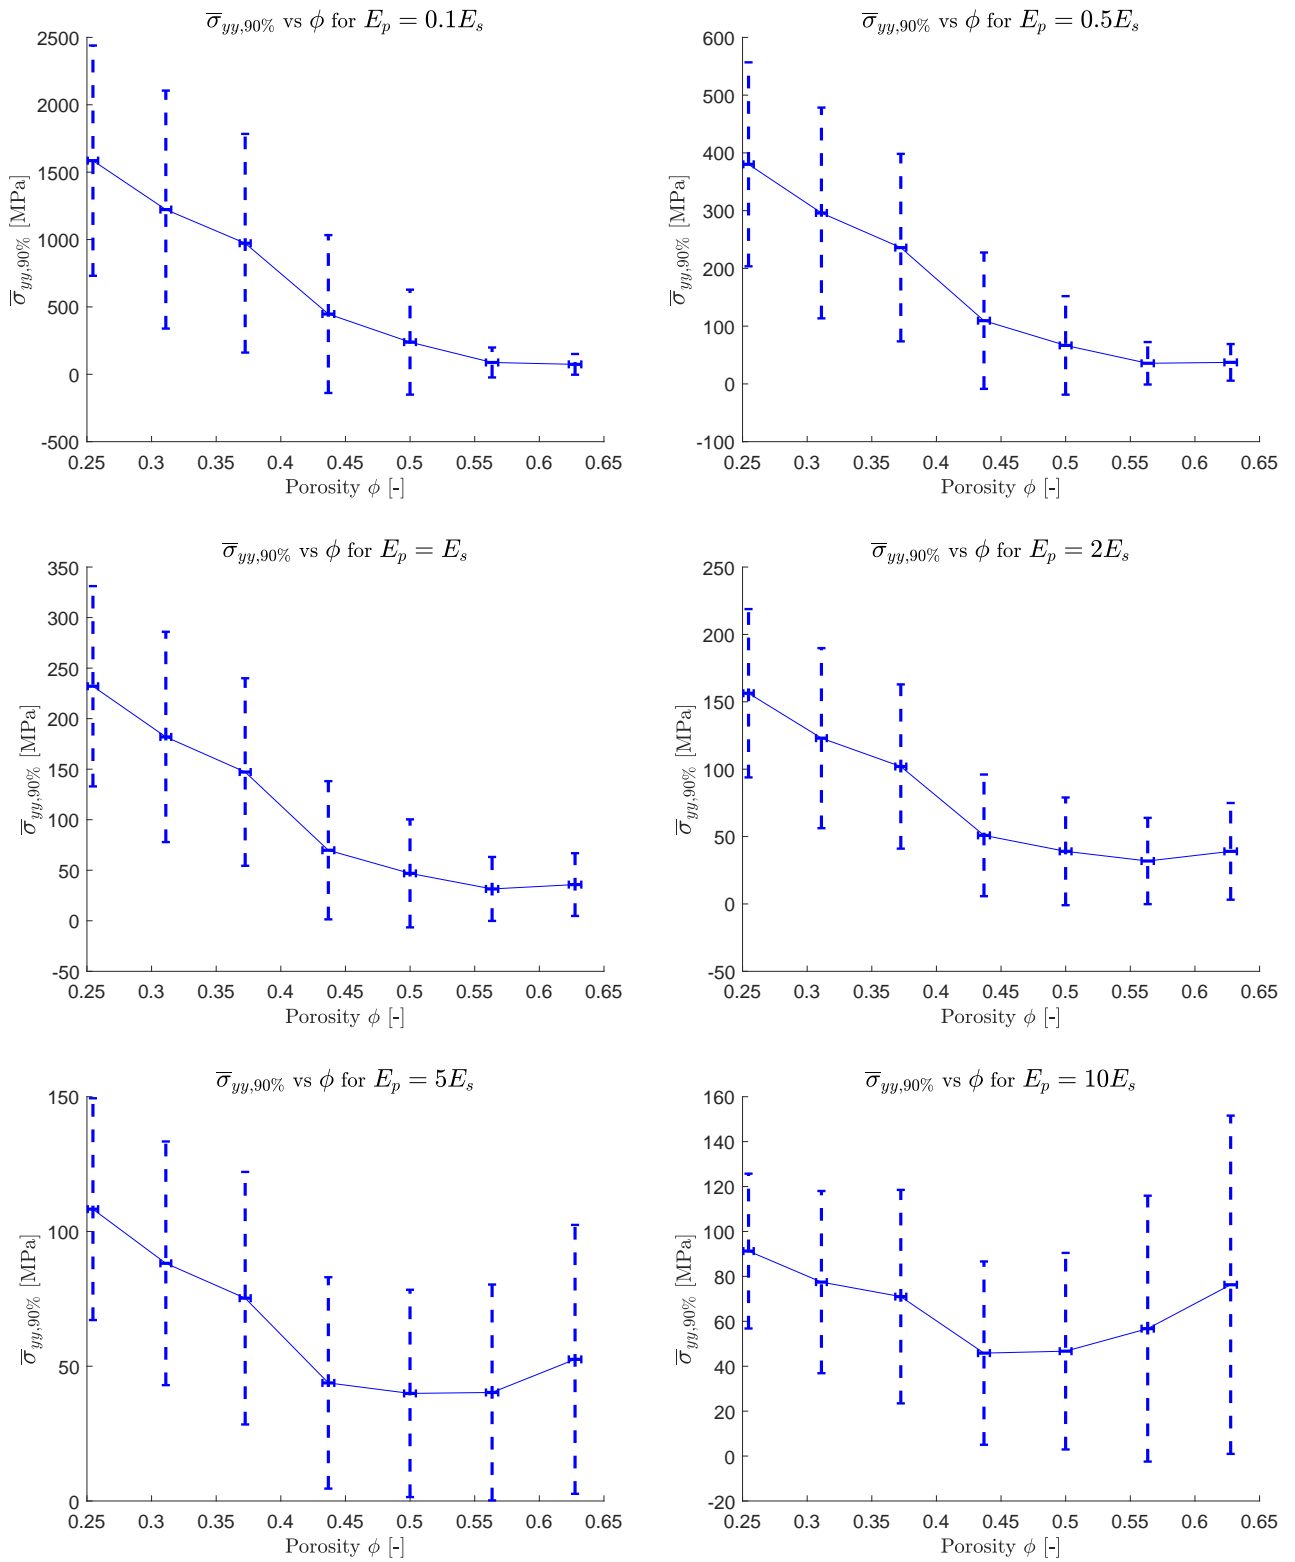 σ̅yy,90% vs ϕ for Ep = 0.1Es
2500
2000
1500
1000
500
0
-500
σ̅yy,90% [MPa]
0.25 0.3 0.35 0.4 0.45 0.5 0.55 0.6 0.65
Porosity ϕ [-]
σ̅yy,90% vs ϕ for Ep = 0.5Es
600
500
400
300
200
100
0
-100
σ̅yy,90% [MPa]
0.25 0.3 0.35 0.4 0.45 0.5 0.55 0.6 0.65
Porosity ϕ [-]
σ̅yy,90% vs ϕ for Ep = Es
350
300
250
200
150
100
50
0
-50
σ̅yy,90% [MPa]
0.25 0.3 0.35 0.4 0.45 0.5 0.55 0.6 0.65
Porosity ϕ [-]
σ̅yy,90% vs ϕ for Ep = 2Es
250
200
150
100
50
0
-50
σ̅yy,90% [MPa]
0.25 0.3 0.35 0.4 0.45 0.5 0.55 0.6 0.65
Porosity ϕ [-]
σ̅yy,90% vs ϕ for Ep = 5Es
150
100
50
0
σ̅yy,90% [MPa]
0.25 0.3 0.35 0.4 0.45 0.5 0.55 0.6 0.65
Porosity ϕ [-]
σ̅yy,90% vs ϕ for Ep = 10Es
160
140
120
100
80
60
40
20
0
-20
σ̅yy,90% [MPa]
0.25 0.3 0.35 0.4 0.45 0.5 0.55 0.6 0.65
Porosity ϕ [-]